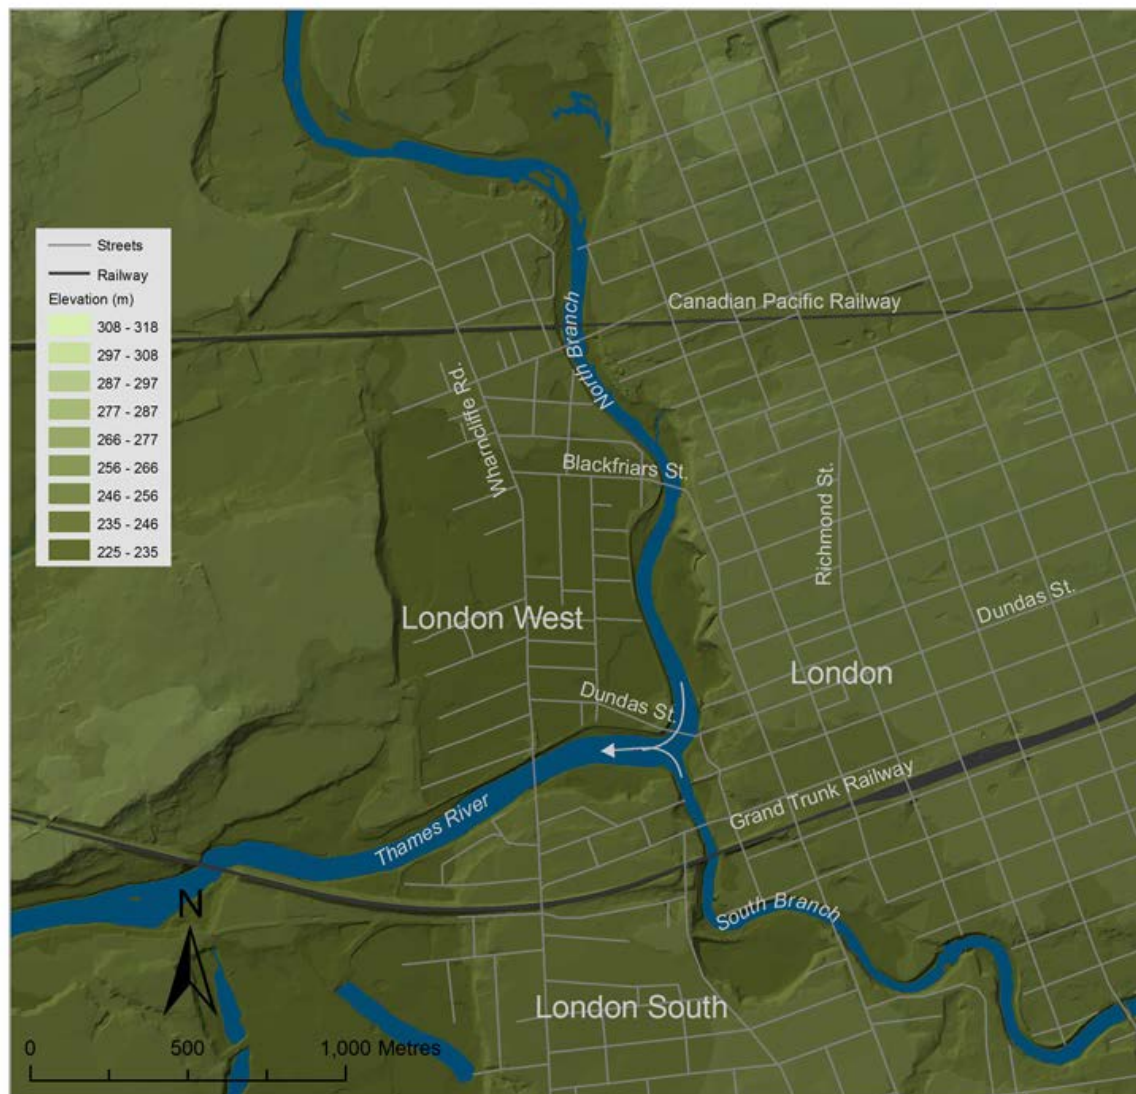 Streets
Railway
Elevation (m)
308 - 318
297 - 308
287 - 297
277 - 287
266 - 277
256 - 266
246 - 256
235 - 246
225 - 235
Canadian Pacific Railway
North Branch
Wharncliffe Rd.
Blackfriars St.
Richmond St.
Dundas St.
London West
London
Dundas St.
Grand Trunk Railway
Thames River
South Branch
N
London South
0 500 1,000 Metres